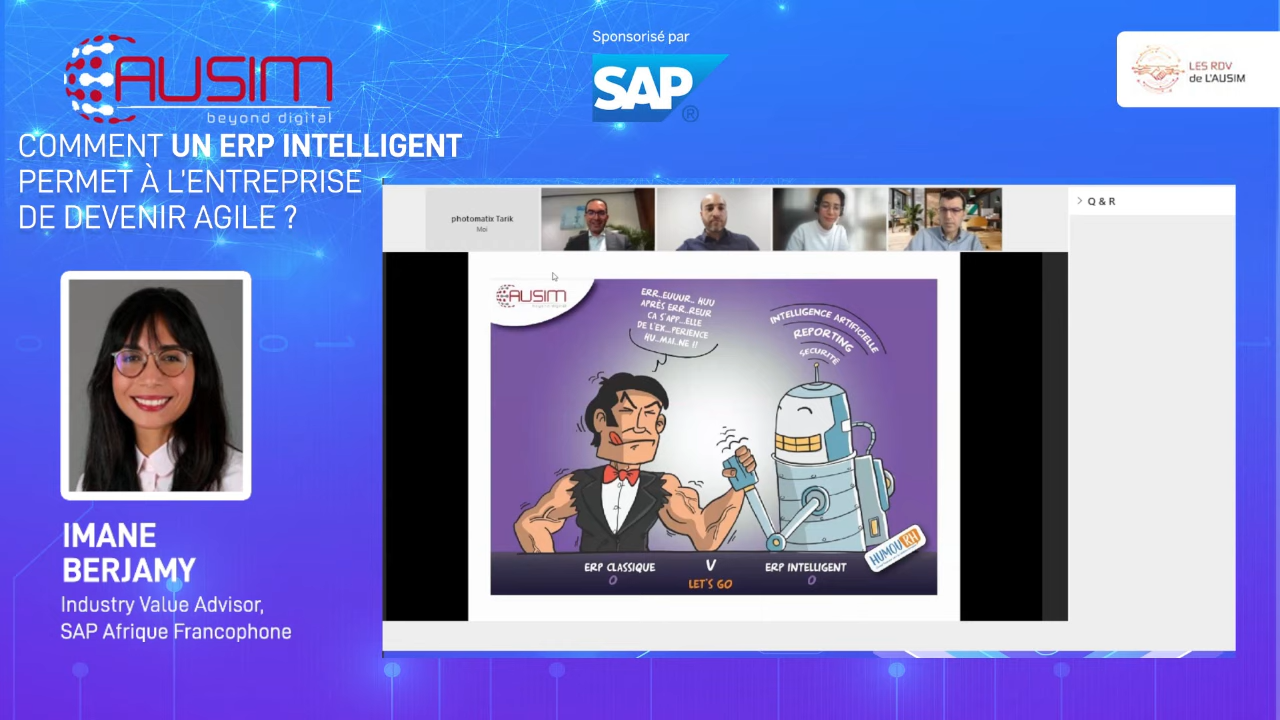 AUSIM
beyond digital
Sponsorisé par
SAP
®
LES RDV
de L'AUSIM
COMMENT UN ERP INTELLIGENT
PERMET À L'ENTREPRISE
DE DEVENIR AGILE ?
photomatix Tarik
Moi
Q & R
AUSIM
ERR..EUUUR.. HUU
APRÈS ERR..REUR
ÇA S'APP...ELLE
DE L'EX...PERIENCE
HU..MAI..NE !!
INTELLIGENCE ARTIFICIELLE
REPORTING
SECURITÉ
HUMOURH
ERP CLASSIQUE
0
V
LET'S GO
ERP INTELLIGENT
0
IMANE
BERJAMY
Industry Value Advisor,
SAP Afrique Francophone